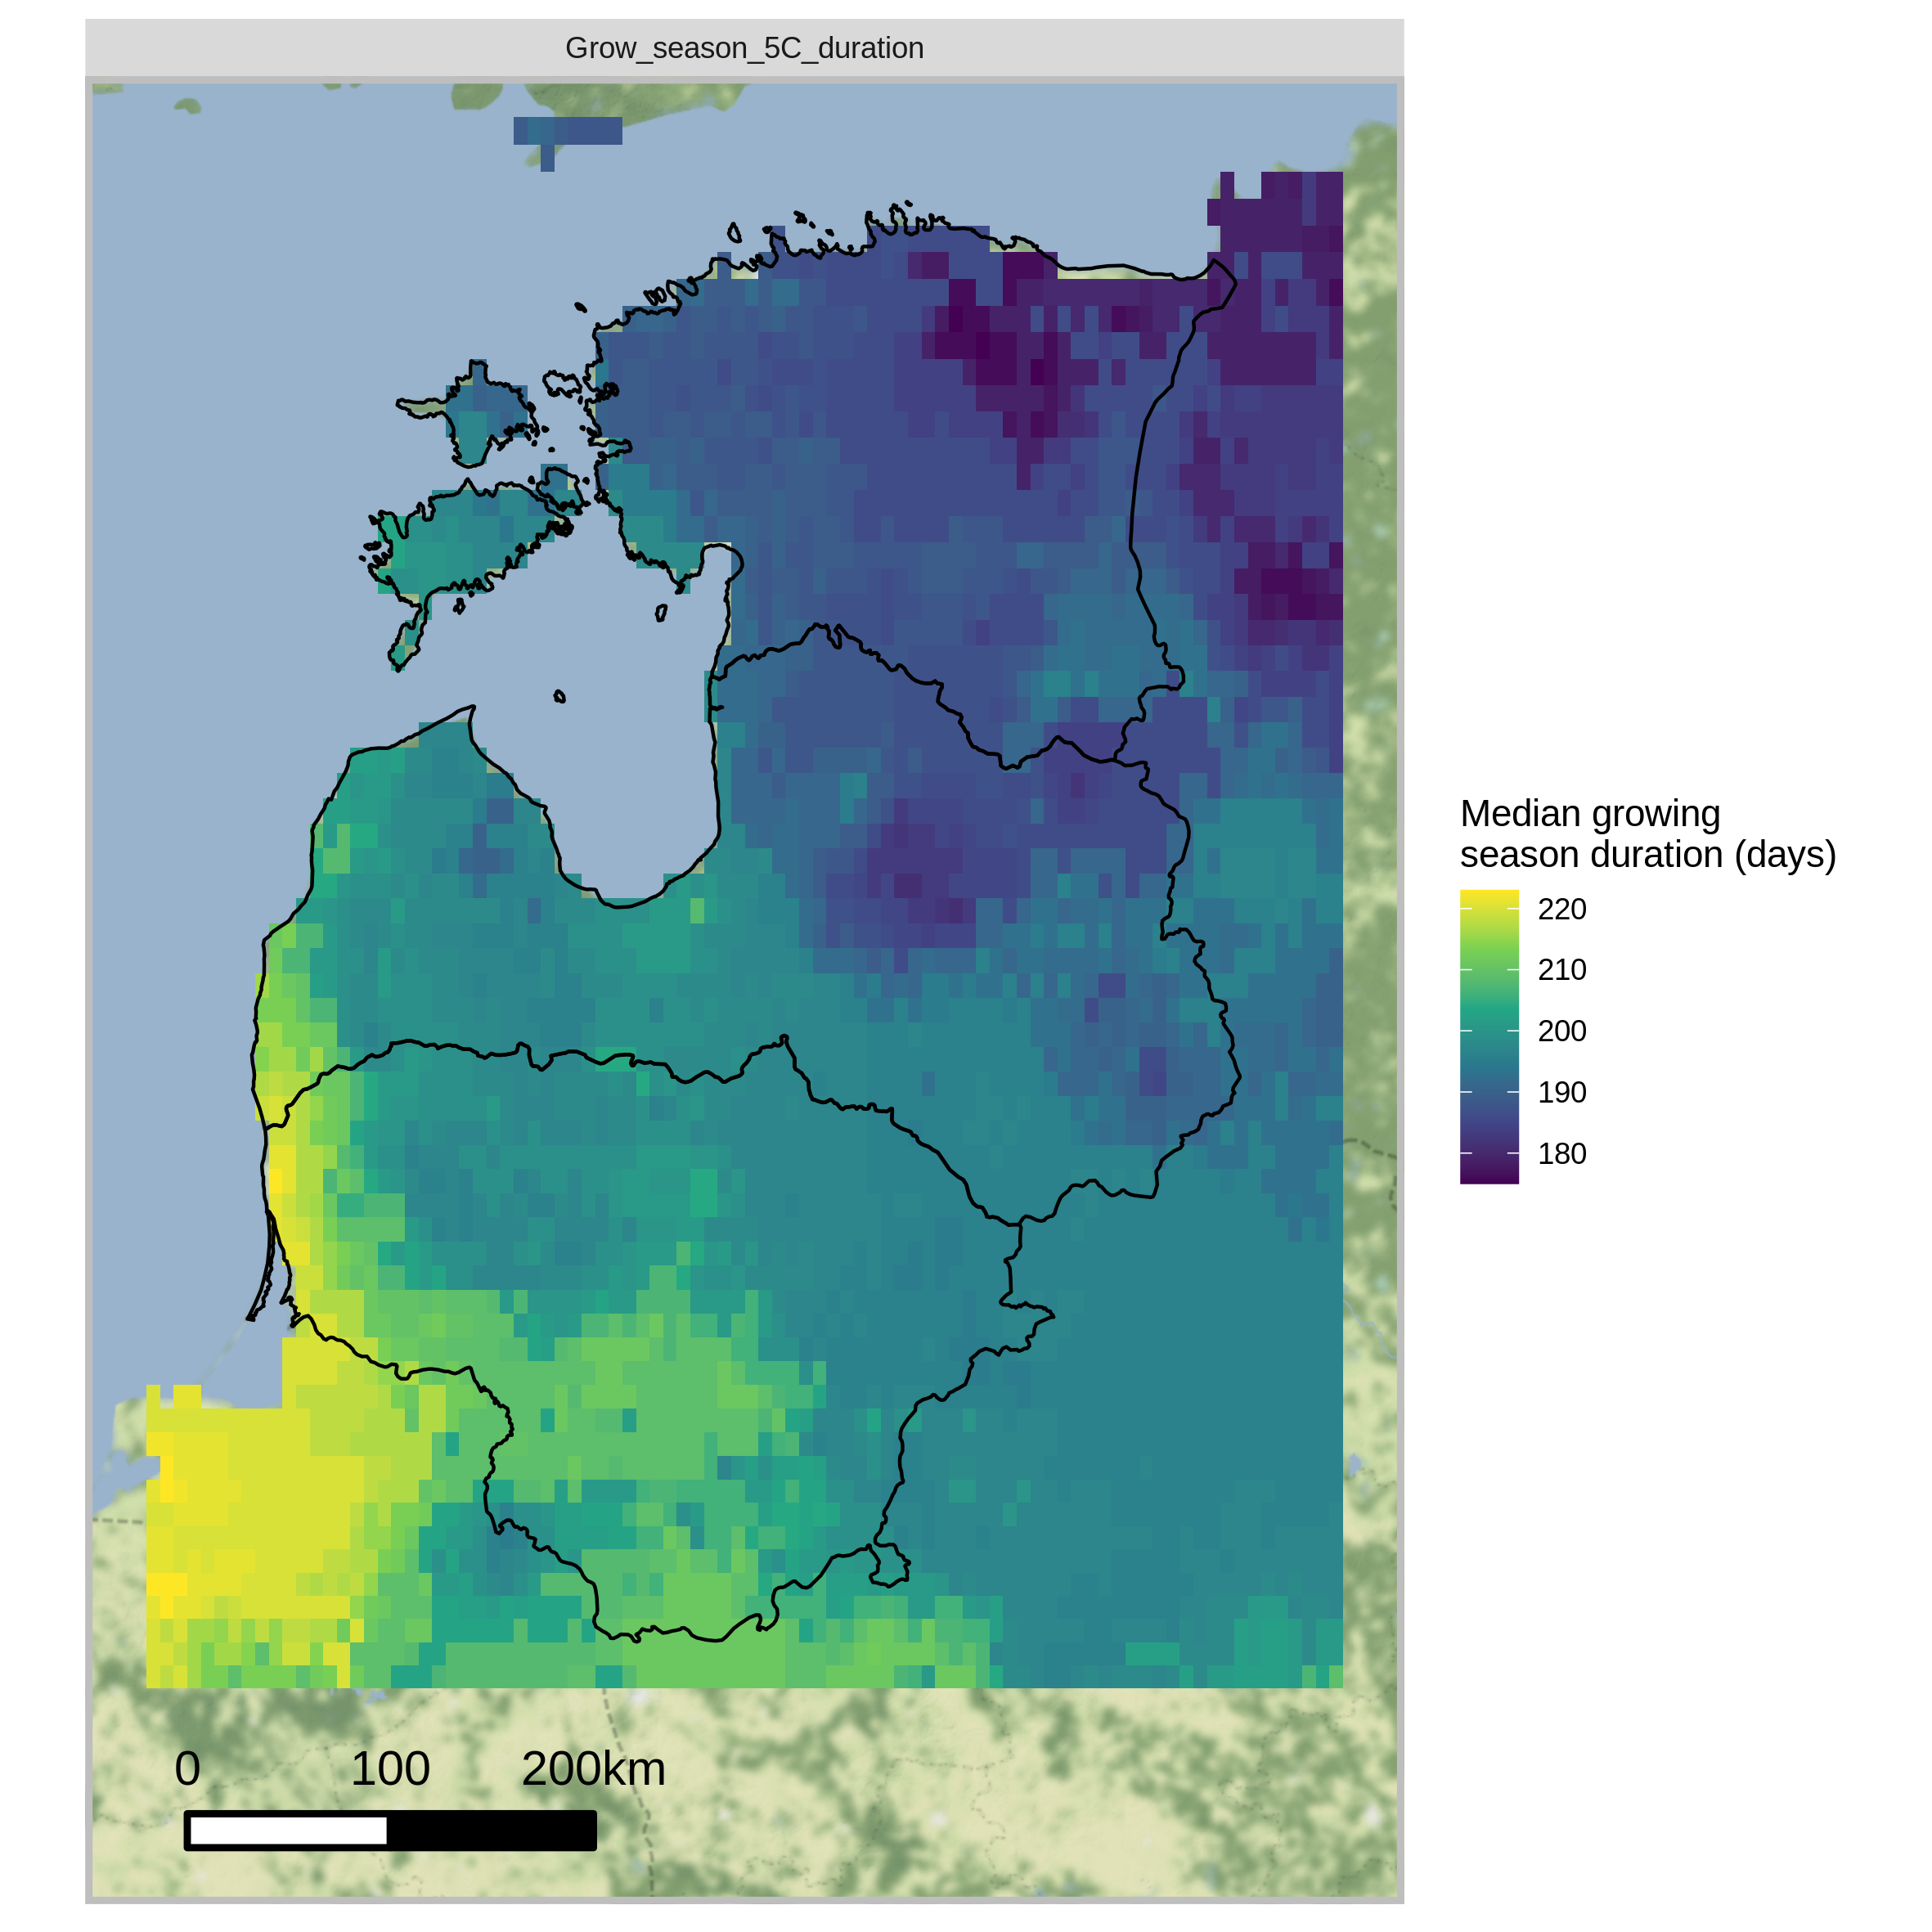 Grow_season_5C_duration
Median growing
season duration (days)
220
210
200
190
180
0 100 200km